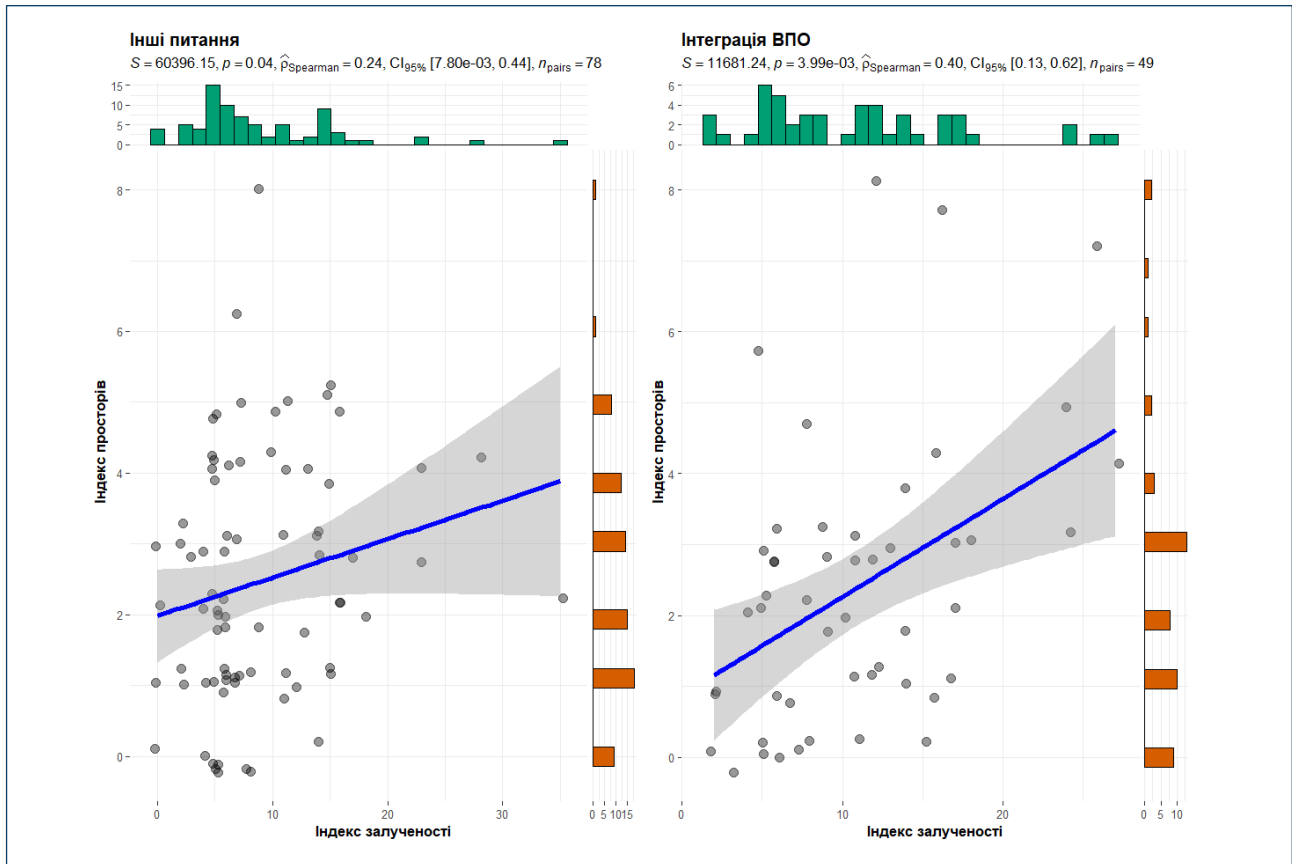 Інші питання
S = 60396.15, p = 0.04, ρ̂Spearman = 0.24, CI95% [7.80e-03, 0.44], npairs = 78
15
10
5
0
8
6
4
2
0
Індекс просторів
0 10 20 30
0 5 1015
Індекс залученості
Інтеграція ВПО
S = 11681.24, p = 3.99e-03, ρ̂Spearman = 0.40, CI95% [0.13, 0.62], npairs = 49
6
4
2
0
8
6
4
2
0
Індекс просторів
0 10 20
0 5 10
Індекс залученості